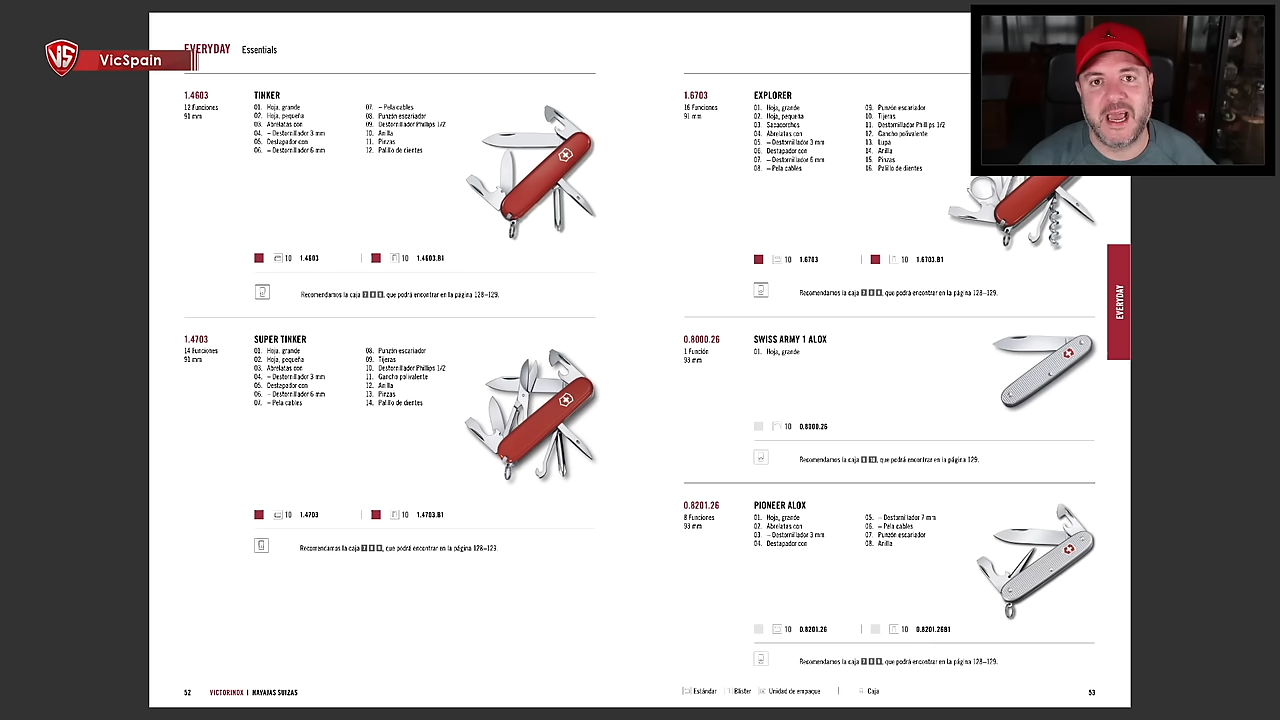 VS
VicSpain
EVERYDAY Essentials
1.4603
12 Funciones
91 mm
TINKER
01. Hoja, grande
02. Hoja, pequeña
03. Abrelatas con
04. – Destornillador 3 mm
05. Destapador con
06. – Destornillador 6 mm
07. – Pela cables
08. Punzón escariador
09. Destornillador Phillips 1/2
10. Anilla
11. Pinzas
12. Palillo de dientes
10 1.4603
10 1.4603.B1
Recomendamos la caja 7 8 9, que podrá encontrar en la página 128–129.
1.4703
14 Funciones
91 mm
SUPER TINKER
01. Hoja, grande
02. Hoja, pequeña
03. Abrelatas con
04. – Destornillador 3 mm
05. Destapador con
06. – Destornillador 6 mm
07. – Pela cables
08. Punzón escariador
09. Tijeras
10. Destornillador Phillips 1/2
11. Gancho polivalente
12. Anilla
13. Pinzas
14. Palillo de dientes
10 1.4703
10 1.4703.B1
Recomendamos la caja, que podrá encontrar en la página 128–129.
52 VICTORINOX | NAVAJAS SUIZAS
1.6703
16 Funciones
91 mm
EXPLORER
01. Hoja, grande
02. Hoja, pequeña
03. Sacacorchos
04. Abrelatas con
05. – Destornillador 3 mm
06. Destapador con
07. – Destornillador 6 mm
08. – Pela cables
09. Punzón escariador
10. Tijeras
11. Destornillador Phillips 1/2
12. Gancho polivalente
13. Lupa
14. Anilla
15. Pinzas
16. Palillo de dientes
10 1.6703
10 1.6703.B1
Recomendamos la caja, que podrá encontrar en la página 128–129.
EVERYDAY
0.8000.26
1 Función
93 mm
SWISS ARMY 1 ALOX
01. Hoja, grande
10 0.8000.26
Recomendamos la caja, que podrá encontrar en la página 129.
0.8201.26
8 Funciones
93 mm
PIONEER ALOX
01. Hoja, grande
02. Abrelatas con
03. – Destornillador 3 mm
04. Destapador con
05. – Destornillador 7 mm
06. – Pela cables
07. Punzón escariador
08. Anilla
10 0.8201.26
10 0.8201.26B1
Recomendamos la caja, que podrá encontrar en la página 128–129.
Estándar Blíster Unidad de empaque | Caja
53